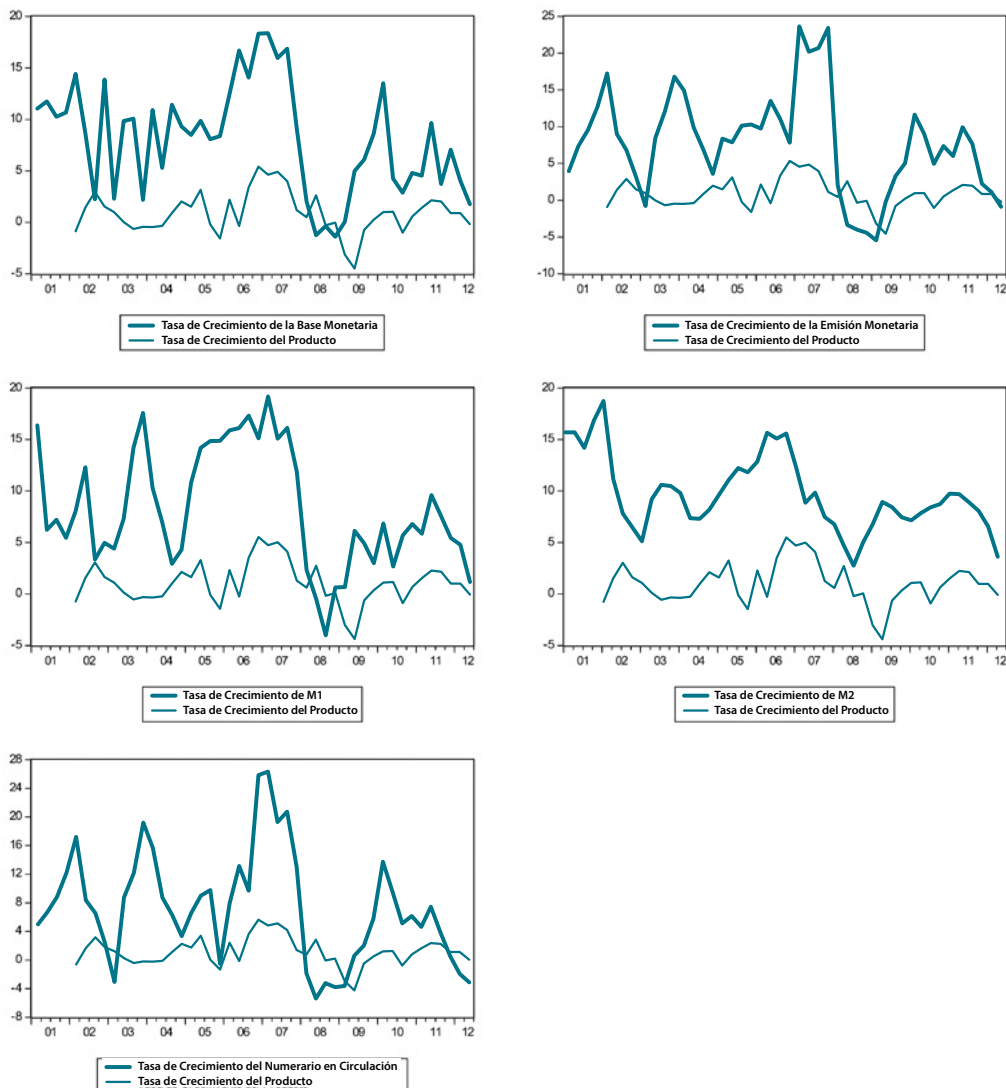 20
15
10
5
0
-5
01 02 03 04 05 06 07 08 09 10 11 12
Tasa de Crecimiento de la Base Monetaria
Tasa de Crecimiento del Producto
25
20
15
10
5
0
-5
-10
01 02 03 04 05 06 07 08 09 10 11 12
Tasa de Crecimiento de la Emisión Monetaria
Tasa de Crecimiento del Producto
20
15
10
5
0
-5
01 02 03 04 05 06 07 08 09 10 11 12
Tasa de Crecimiento de M1
Tasa de Crecimiento del Producto
20
15
10
5
0
-5
01 02 03 04 05 06 07 08 09 10 11 12
Tasa de Crecimiento de M2
Tasa de Crecimiento del Producto
28
24
20
16
12
8
4
0
-4
-8
01 02 03 04 05 06 07 08 09 10 11 12
Tasa de Crecimiento del Numerario en Circulación
Tasa de Crecimiento del Producto